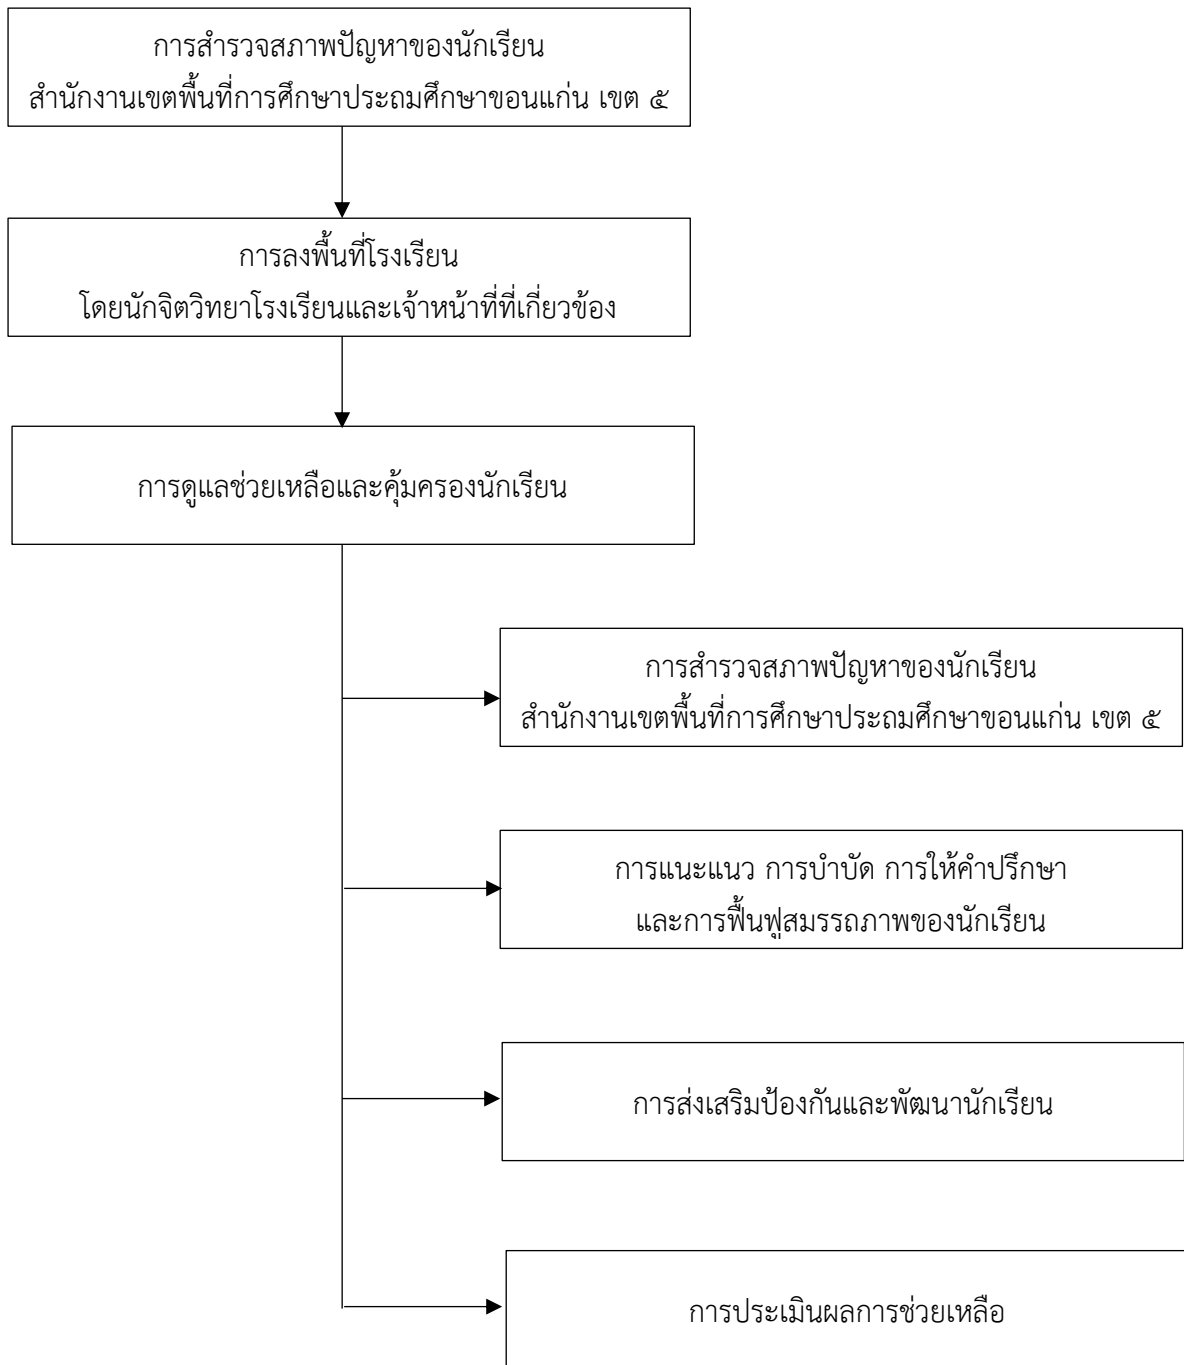 การสำรวจสภาพปัญหาของนักเรียน
สำนักงานเขตพื้นที่การศึกษาประถมศึกษาขอนแก่น เขต ๕
การลงพื้นที่โรงเรียน
โดยนักจิตวิทยาโรงเรียนและเจ้าหน้าที่ที่เกี่ยวข้อง
การดูแลช่วยเหลือและคุ้มครองนักเรียน
การสำรวจสภาพปัญหาของนักเรียน
สำนักงานเขตพื้นที่การศึกษาประถมศึกษาขอนแก่น เขต ๕
การแนะแนว การบำบัด การให้คำปรึกษา
และการฟื้นฟูสมรรถภาพของนักเรียน
การส่งเสริมป้องกันและพัฒนานักเรียน
การประเมินผลการช่วยเหลือ